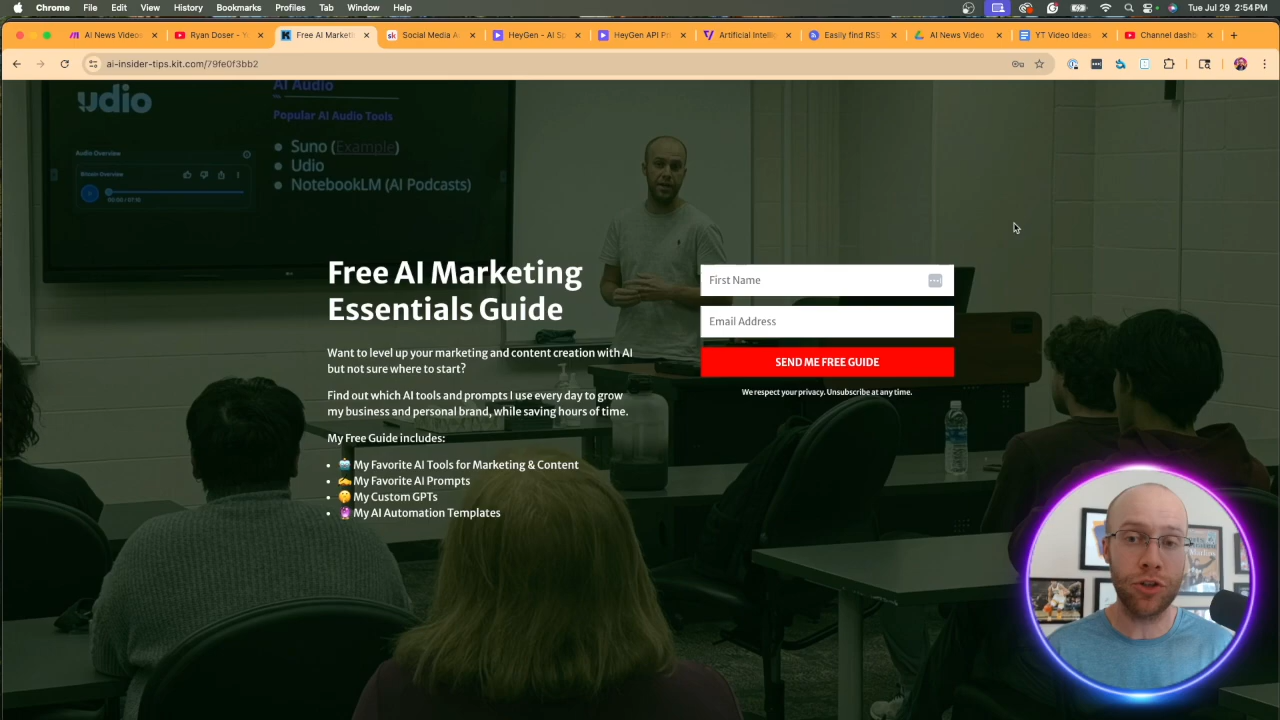 Chrome File Edit View History Bookmarks Profiles Tab Window Help Tue Jul 29 2:54 PM
AI News Videos Ryan Doser - Free AI Market Social Media A HeyGen - AI Sp HeyGen API Pr Artificial Intelli Easily find RSS AI News Video YT Video Ideas Channel dashb
ai-insider-tips.kit.com/79fe0f3bb2
udio
AI Audio
Popular AI Audio Tools
Suno (Example)
Udio
NotebookLM (AI Podcasts)
Audio Overview
Free AI Marketing
Essentials Guide
Want to level up your marketing and content creation with AI
but not sure where to start?
Find out which AI tools and prompts I use every day to grow
my business and personal brand, while saving hours of time.
My Free Guide includes:
• 🤖 My Favorite AI Tools for Marketing & Content
• ✍️ My Favorite AI Prompts
• 🤫 My Custom GPTs
• 🔮 My AI Automation Templates
First Name
Email Address
SEND ME FREE GUIDE
We respect your privacy. Unsubscribe at any time.